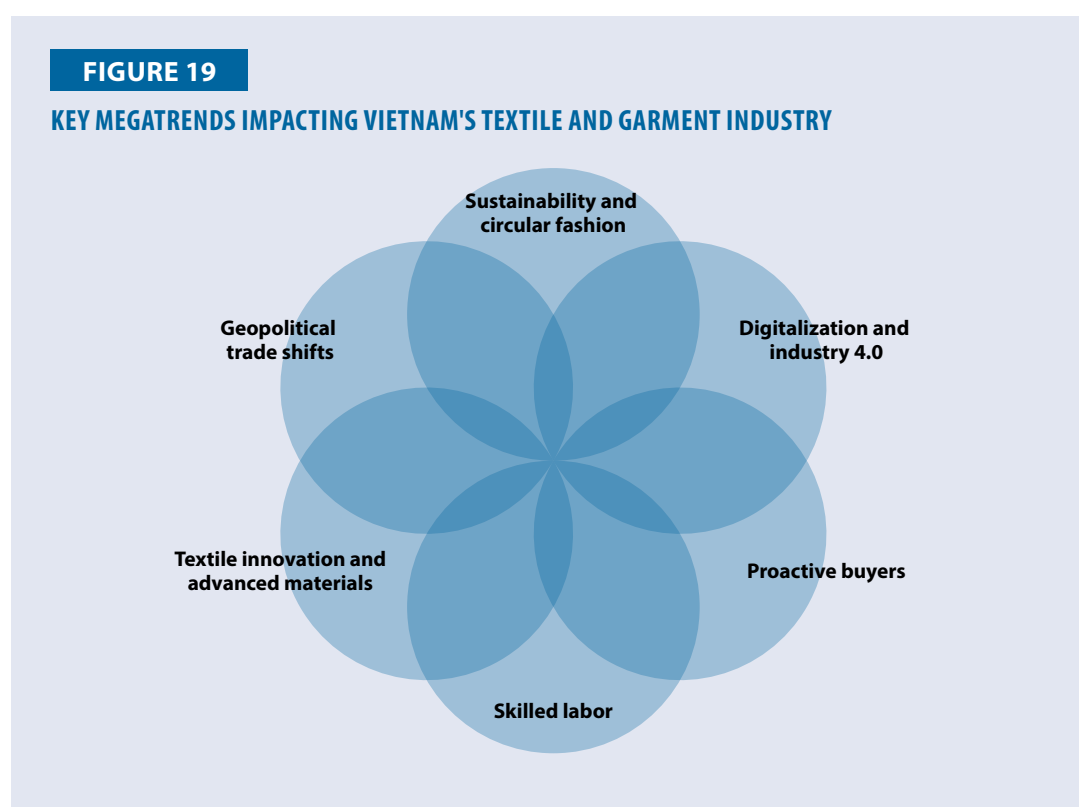 FIGURE 19
KEY MEGATRENDS IMPACTING VIETNAM'S TEXTILE AND GARMENT INDUSTRY
Sustainability and
circular fashion
Geopolitical
trade shifts
Digitalization and
industry 4.0
Textile innovation and
advanced materials
Proactive buyers
Skilled labor